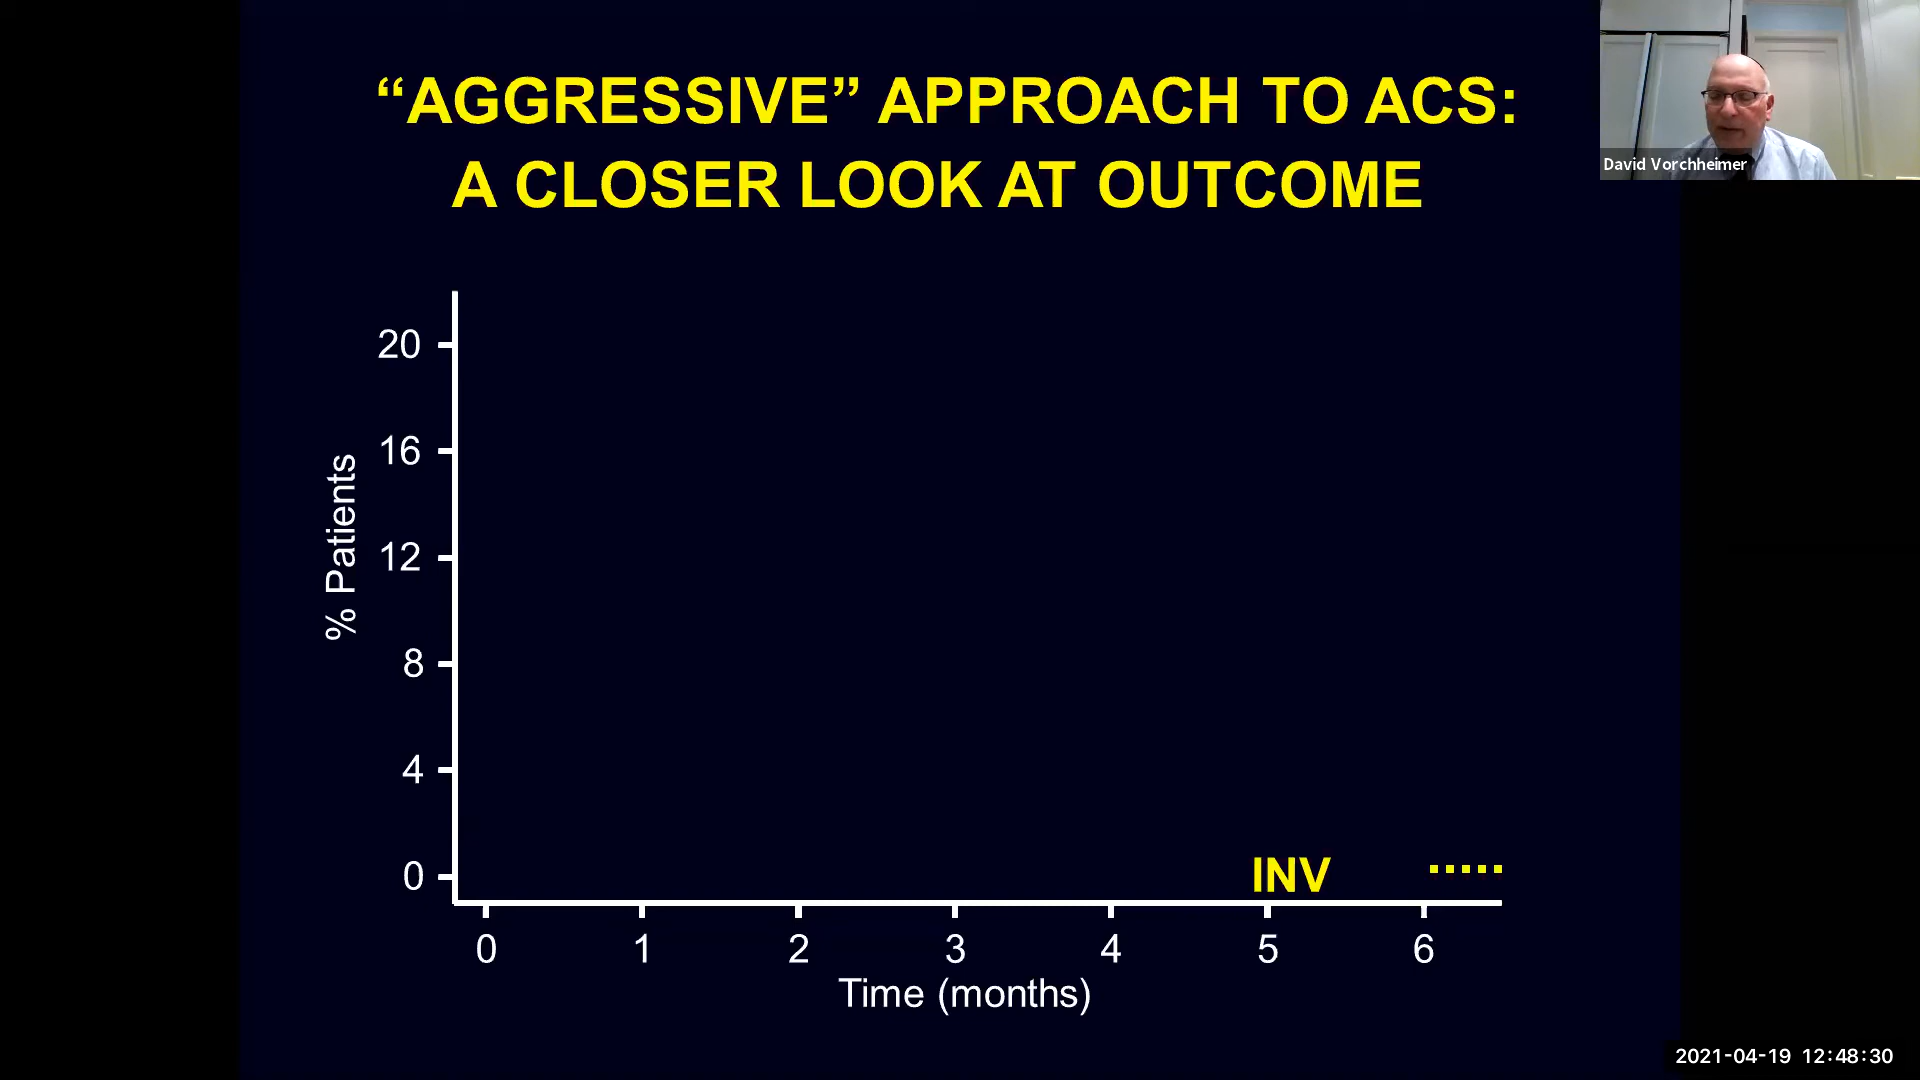 “AGGRESSIVE” APPROACH TO ACS:
A CLOSER LOOK AT OUTCOME
David Vorchheimer
20
16
12
8
4
0
% Patients
INV
0 1 2 3 4 5 6
Time (months)
2021-04-19 12:48:30